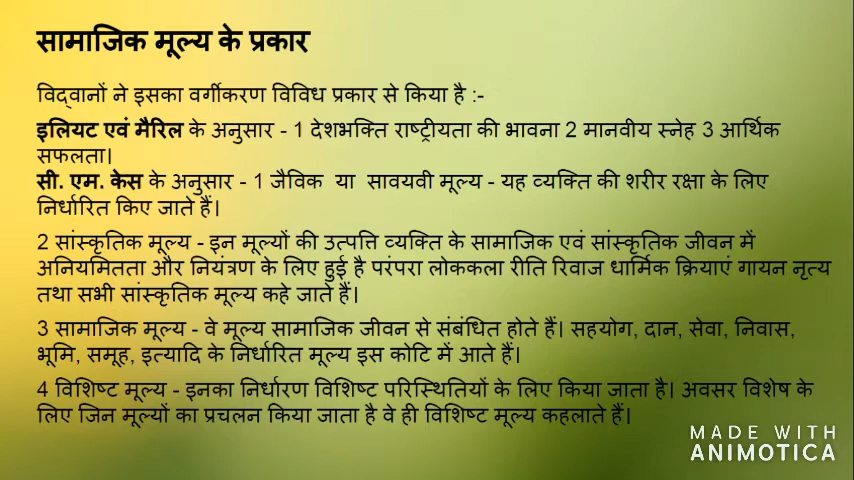 सामाजिक मूल्य के प्रकार
विद्वानों ने इसका वर्गीकरण विविध प्रकार से किया है :-
इलियट एवं मैरिल के अनुसार - 1 देशभक्ति राष्ट्रीयता की भावना 2 मानवीय स्नेह 3 आर्थिक
सफलता।
सी. एम. केस के अनुसार - 1 जैविक या सावयवी मूल्य - यह व्यक्ति की शरीर रक्षा के लिए
निर्धारित किए जाते हैं।
2 सांस्कृतिक मूल्य - इन मूल्यों की उत्पत्ति व्यक्ति के सामाजिक एवं सांस्कृतिक जीवन में
अनियमितता और नियंत्रण के लिए हुई है परंपरा लोककला रीति रिवाज धार्मिक क्रियाएं गायन नृत्य
तथा सभी सांस्कृतिक मूल्य कहे जाते हैं।
3 सामाजिक मूल्य - वे मूल्य सामाजिक जीवन से संबंधित होते हैं। सहयोग, दान, सेवा, निवास,
भूमि, समूह, इत्यादि के निर्धारित मूल्य इस कोटि में आते हैं।
4 विशिष्ट मूल्य - इनका निर्धारण विशिष्ट परिस्थितियों के लिए किया जाता है। अवसर विशेष के
लिए जिन मूल्यों का प्रचलन किया जाता है वे ही विशिष्ट मूल्य कहलाते हैं।
MADE WITH
ANIMOTICA